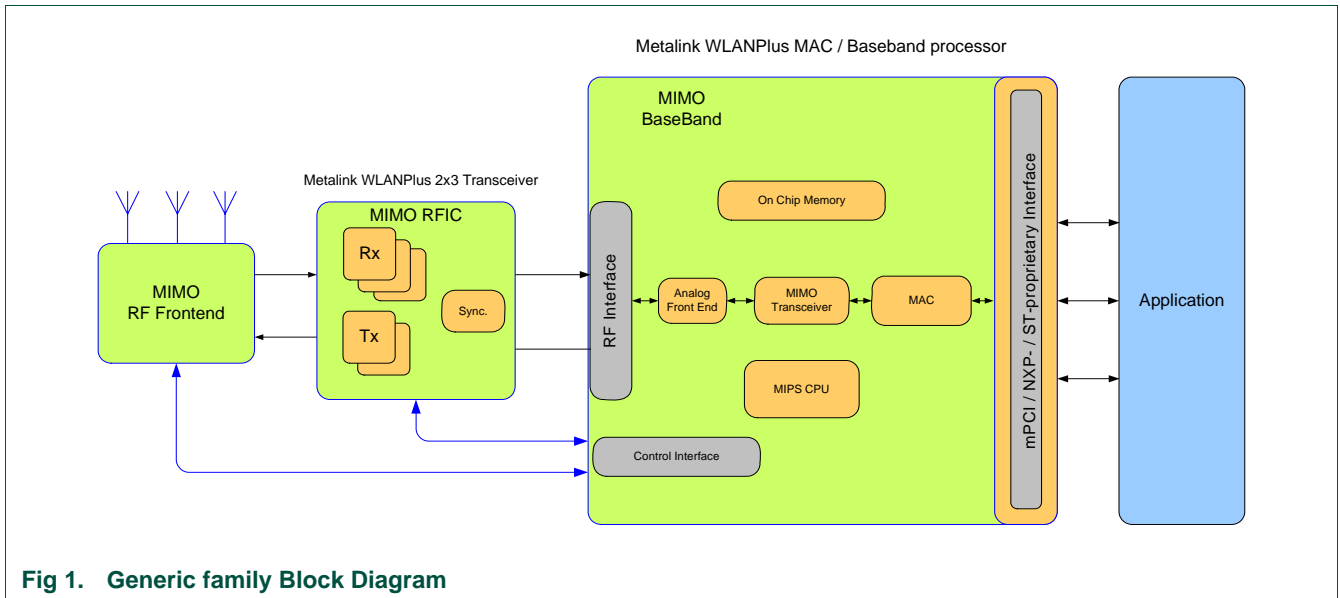 Metalink WLANPlus MAC / Baseband processor
MIMO
BaseBand
Metalink WLANPlus 2x3 Transceiver
MIMO RFIC
On Chip Memory
Rx
MIMO
RF Frontend
Sync.
Tx
RF Interface
Analog
Front End
MIMO
Transceiver
MAC
MIPS CPU
Control Interface
mPCI / NXP- / ST-proprietary Interface
Application
Fig 1. Generic family Block Diagram